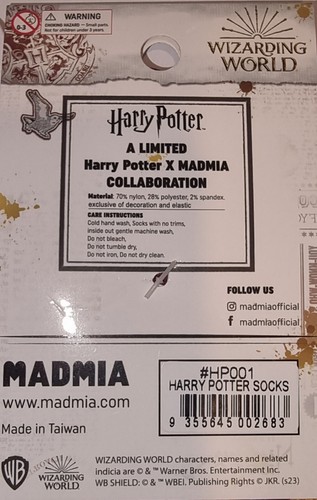 0-3
WARNING
CHOKING HAZARD – Small parts.
Not for children under 3 years.
WIZARDING
WORLD
Harry Potter
A LIMITED
Harry Potter X MADMIA
COLLABORATION
Material: 70% nylon, 28% polyester, 2% spandex.
exclusive of decoration and elastic
CARE INSTRUCTIONS
Cold hand wash, Socks with no trims,
inside out gentle machine wash,
Do not bleach,
Do not tumble dry,
Do not iron, Do not dry clean.
FOLLOW US
madmiaofficial
madmiaofficial
MADMIA
www.madmia.com
Made in Taiwan
#HP001
HARRY POTTER SOCKS
9 355645 002683
WB
WIZARDING
WORLD
WIZARDING WORLD characters, names and related
indicia are © & ™ Warner Bros. Entertainment Inc.
WB SHIELD: © & ™ WBEI. Publishing Rights © JKR. (s23)